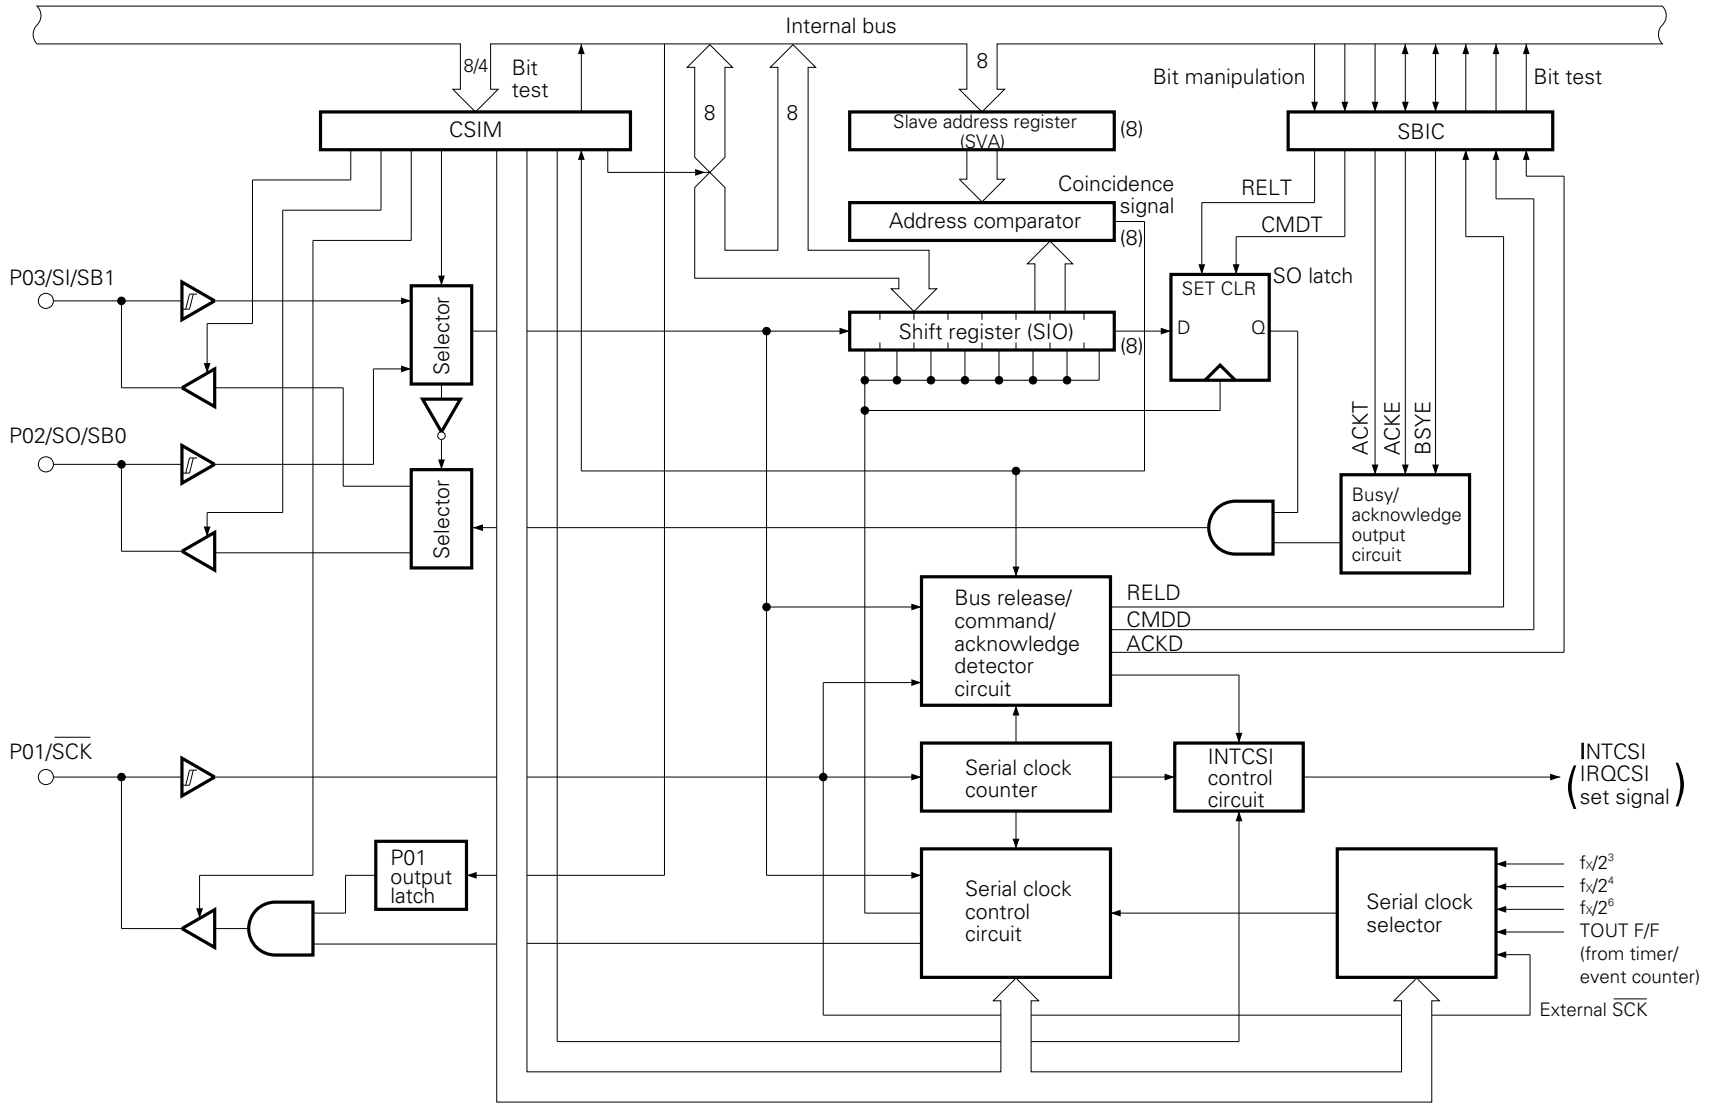 Internal bus
8/4
Bit
test
8
8
8
Bit manipulation
Bit test
CSIM
Slave address register
(SVA)
(8)
SBIC
Coincidence
signal
RELT
Address comparator
(8)
CMDT
P03/SI/SB1
SO latch
SET CLR
Selector
Shift register (SIO)
(8)
D
Q
ACKT
ACKE
BSYE
P02/SO/SB0
Selector
Busy/
acknowledge
output
circuit
Bus release/
command/
acknowledge
detector
circuit
RELD
CMDD
ACKD
P01/SCK
Serial clock
counter
INTCSI
control
circuit
INTCSI
(IRQCSI
set signal)
P01
output
latch
Serial clock
control
circuit
Serial clock
selector
fx/2³
fx/2⁴
fx/2⁶
TOUT F/F
(from timer/
event counter)
External SCK